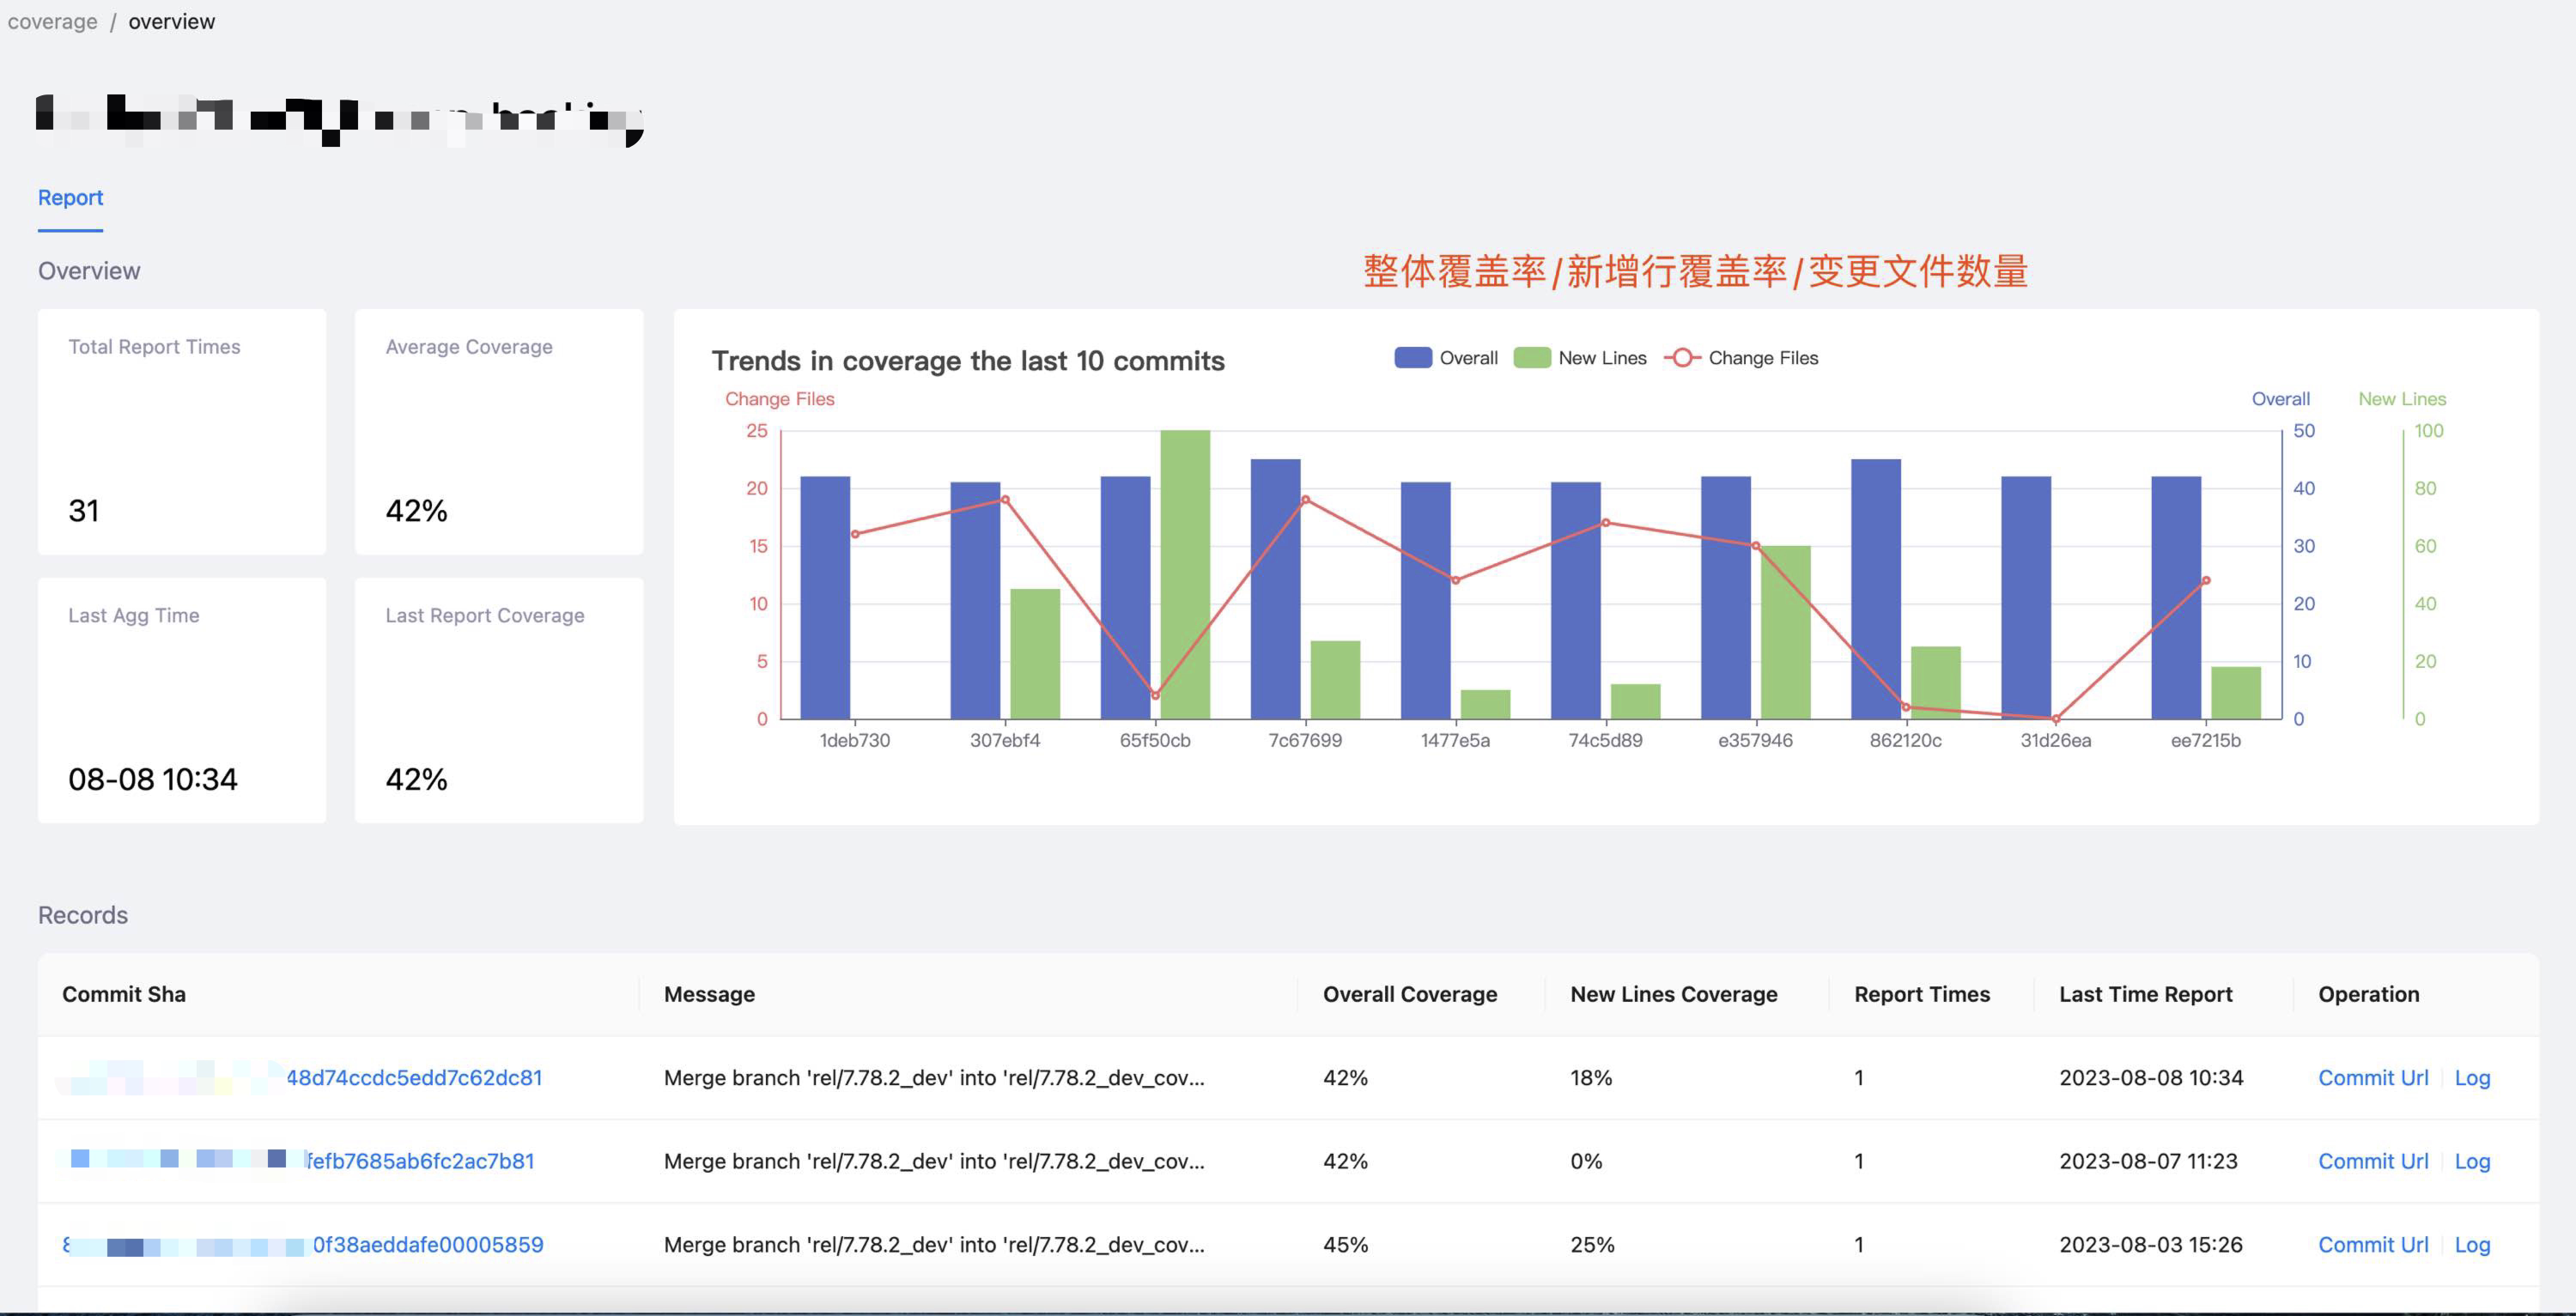 coverage / overview
Report
Overview
整体覆盖率/新增行覆盖率/变更文件数量
Total Report Times
31
Average Coverage
42%
Last Agg Time
08-08 10:34
Last Report Coverage
42%
Trends in coverage the last 10 commits
Overall New Lines Change Files
Change Files
Overall
New Lines
25 50 100
20 40 80
15 30 60
10 20 40
5 10 20
0 0 0
1deb730 307ebf4 65f50cb 7c67699 1477e5a 74c5d89 e357946 862120c 31d26ea ee7215b
Records
Commit Sha Message Overall Coverage New Lines Coverage Report Times Last Time Report Operation
48d74ccdc5edd7c62dc81 Merge branch 'rel/7.78.2_dev' into 'rel/7.78.2_dev_cov... 42% 18% 1 2023-08-08 10:34 Commit Url Log
fefb7685ab6fc2ac7b81 Merge branch 'rel/7.78.2_dev' into 'rel/7.78.2_dev_cov... 42% 0% 1 2023-08-07 11:23 Commit Url Log
0f38aeddafe00005859 Merge branch 'rel/7.78.2_dev' into 'rel/7.78.2_dev_cov... 45% 25% 1 2023-08-03 15:26 Commit Url Log